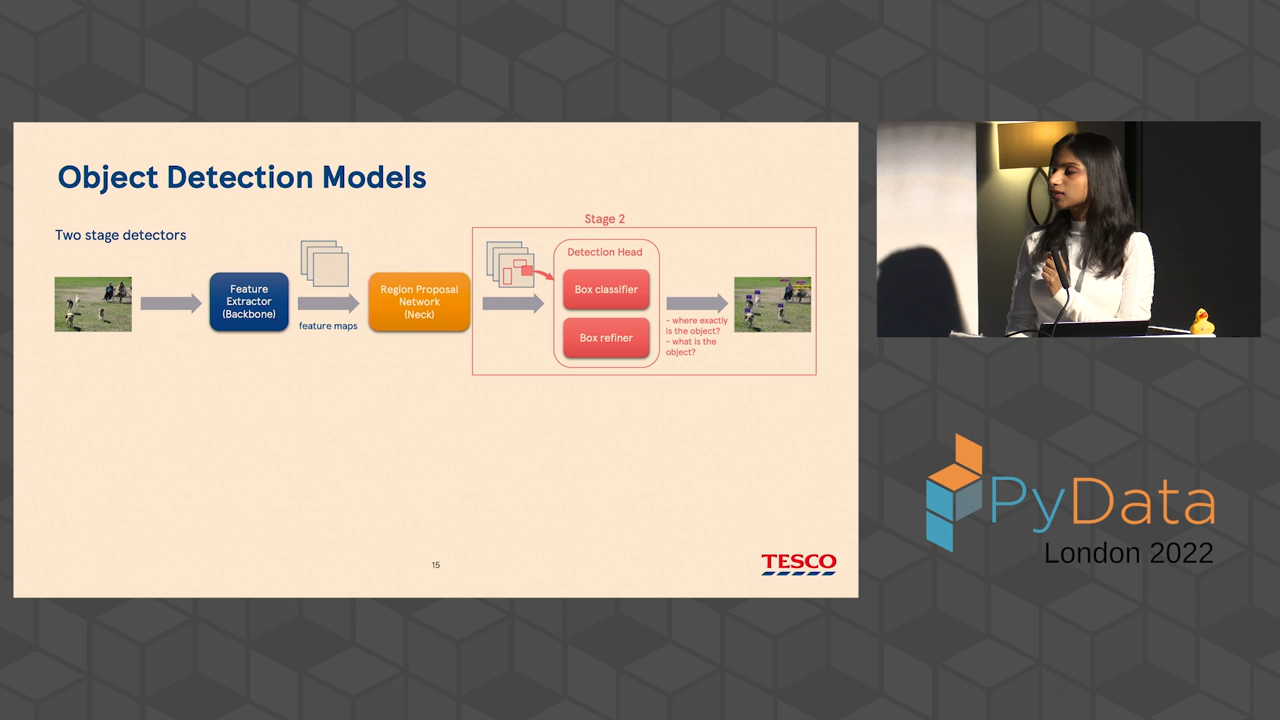 Object Detection Models
Two stage detectors
Stage 2
Feature
Extractor
(Backbone)
feature maps
Region Proposal
Network
(Neck)
Detection Head
Box classifier
Box refiner
- where exactly
is the object?
- what is the
object?
15
TESCO
PyData
London 2022